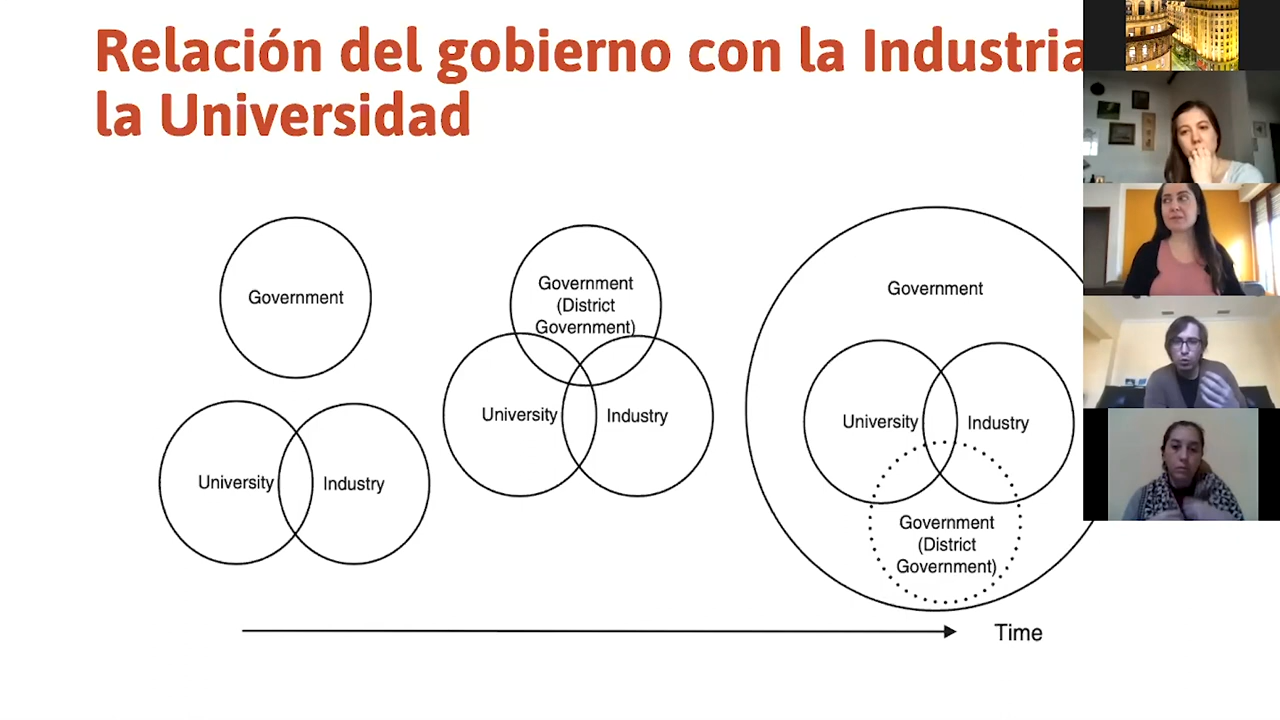 Relación del gobierno con la Industria
la Universidad
Government
University
Industry
Government
(District
Government)
University
Industry
Government
University
Industry
Government
(District
Government)
Time